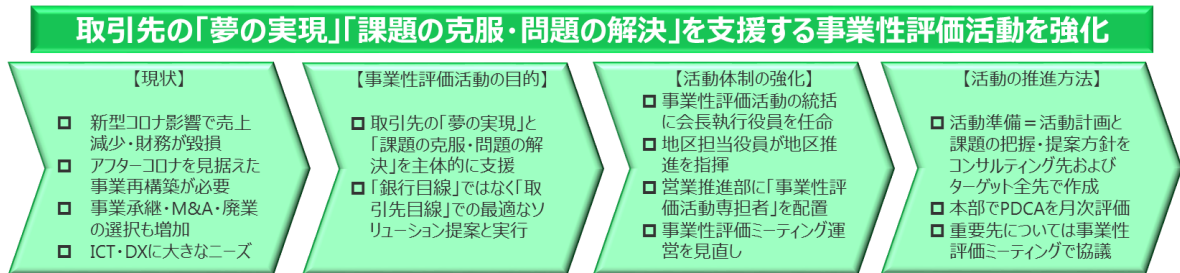 取引先の「夢の実現」「課題の克服・問題の解決」を支援する事業性評価活動を強化
【現状】
新型コロナ影響で売上
減少・財務が毀損
アフターコロナを見据えた
事業再構築が必要
事業承継・M&A・廃業
の選択も増加
ICT・DXに大きなニーズ
【事業性評価活動の目的】
取引先の「夢の実現」と
「課題の克服・問題の解
決」を主体的に支援
「銀行目線」ではなく「取
引先目線」での最適なソ
リューション提案と実行
【活動体制の強化】
事業性評価活動の統括
に会長執行役員を任命
地区担当役員が地区推
進を指揮
営業推進部に「事業性評
価活動専担者」を配置
事業性評価ミーティング運
営を見直し
【活動の推進方法】
活動準備＝活動計画と
課題の把握・提案方針を
コンサルティング先および
ターゲット全先で作成
本部でPDCAを月次評価
重要先については事業性
評価ミーティングで協議